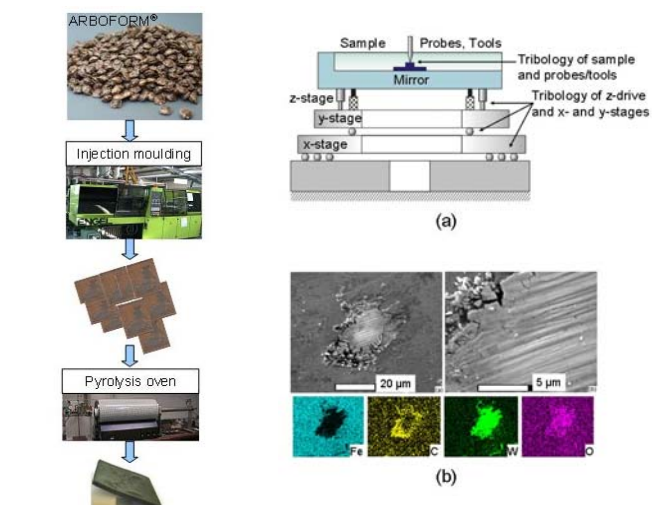 ARBOFORM®
Injection moulding
ENGEL
Pyrolysis oven
Sample
Probes, Tools
Tribology of sample
and probes/tools
Mirror
z-stage
Tribology of z-drive
and x- and y-stages
y-stage
x-stage
(a)
20 µm
5 µm
Fe
C
W
O
(b)